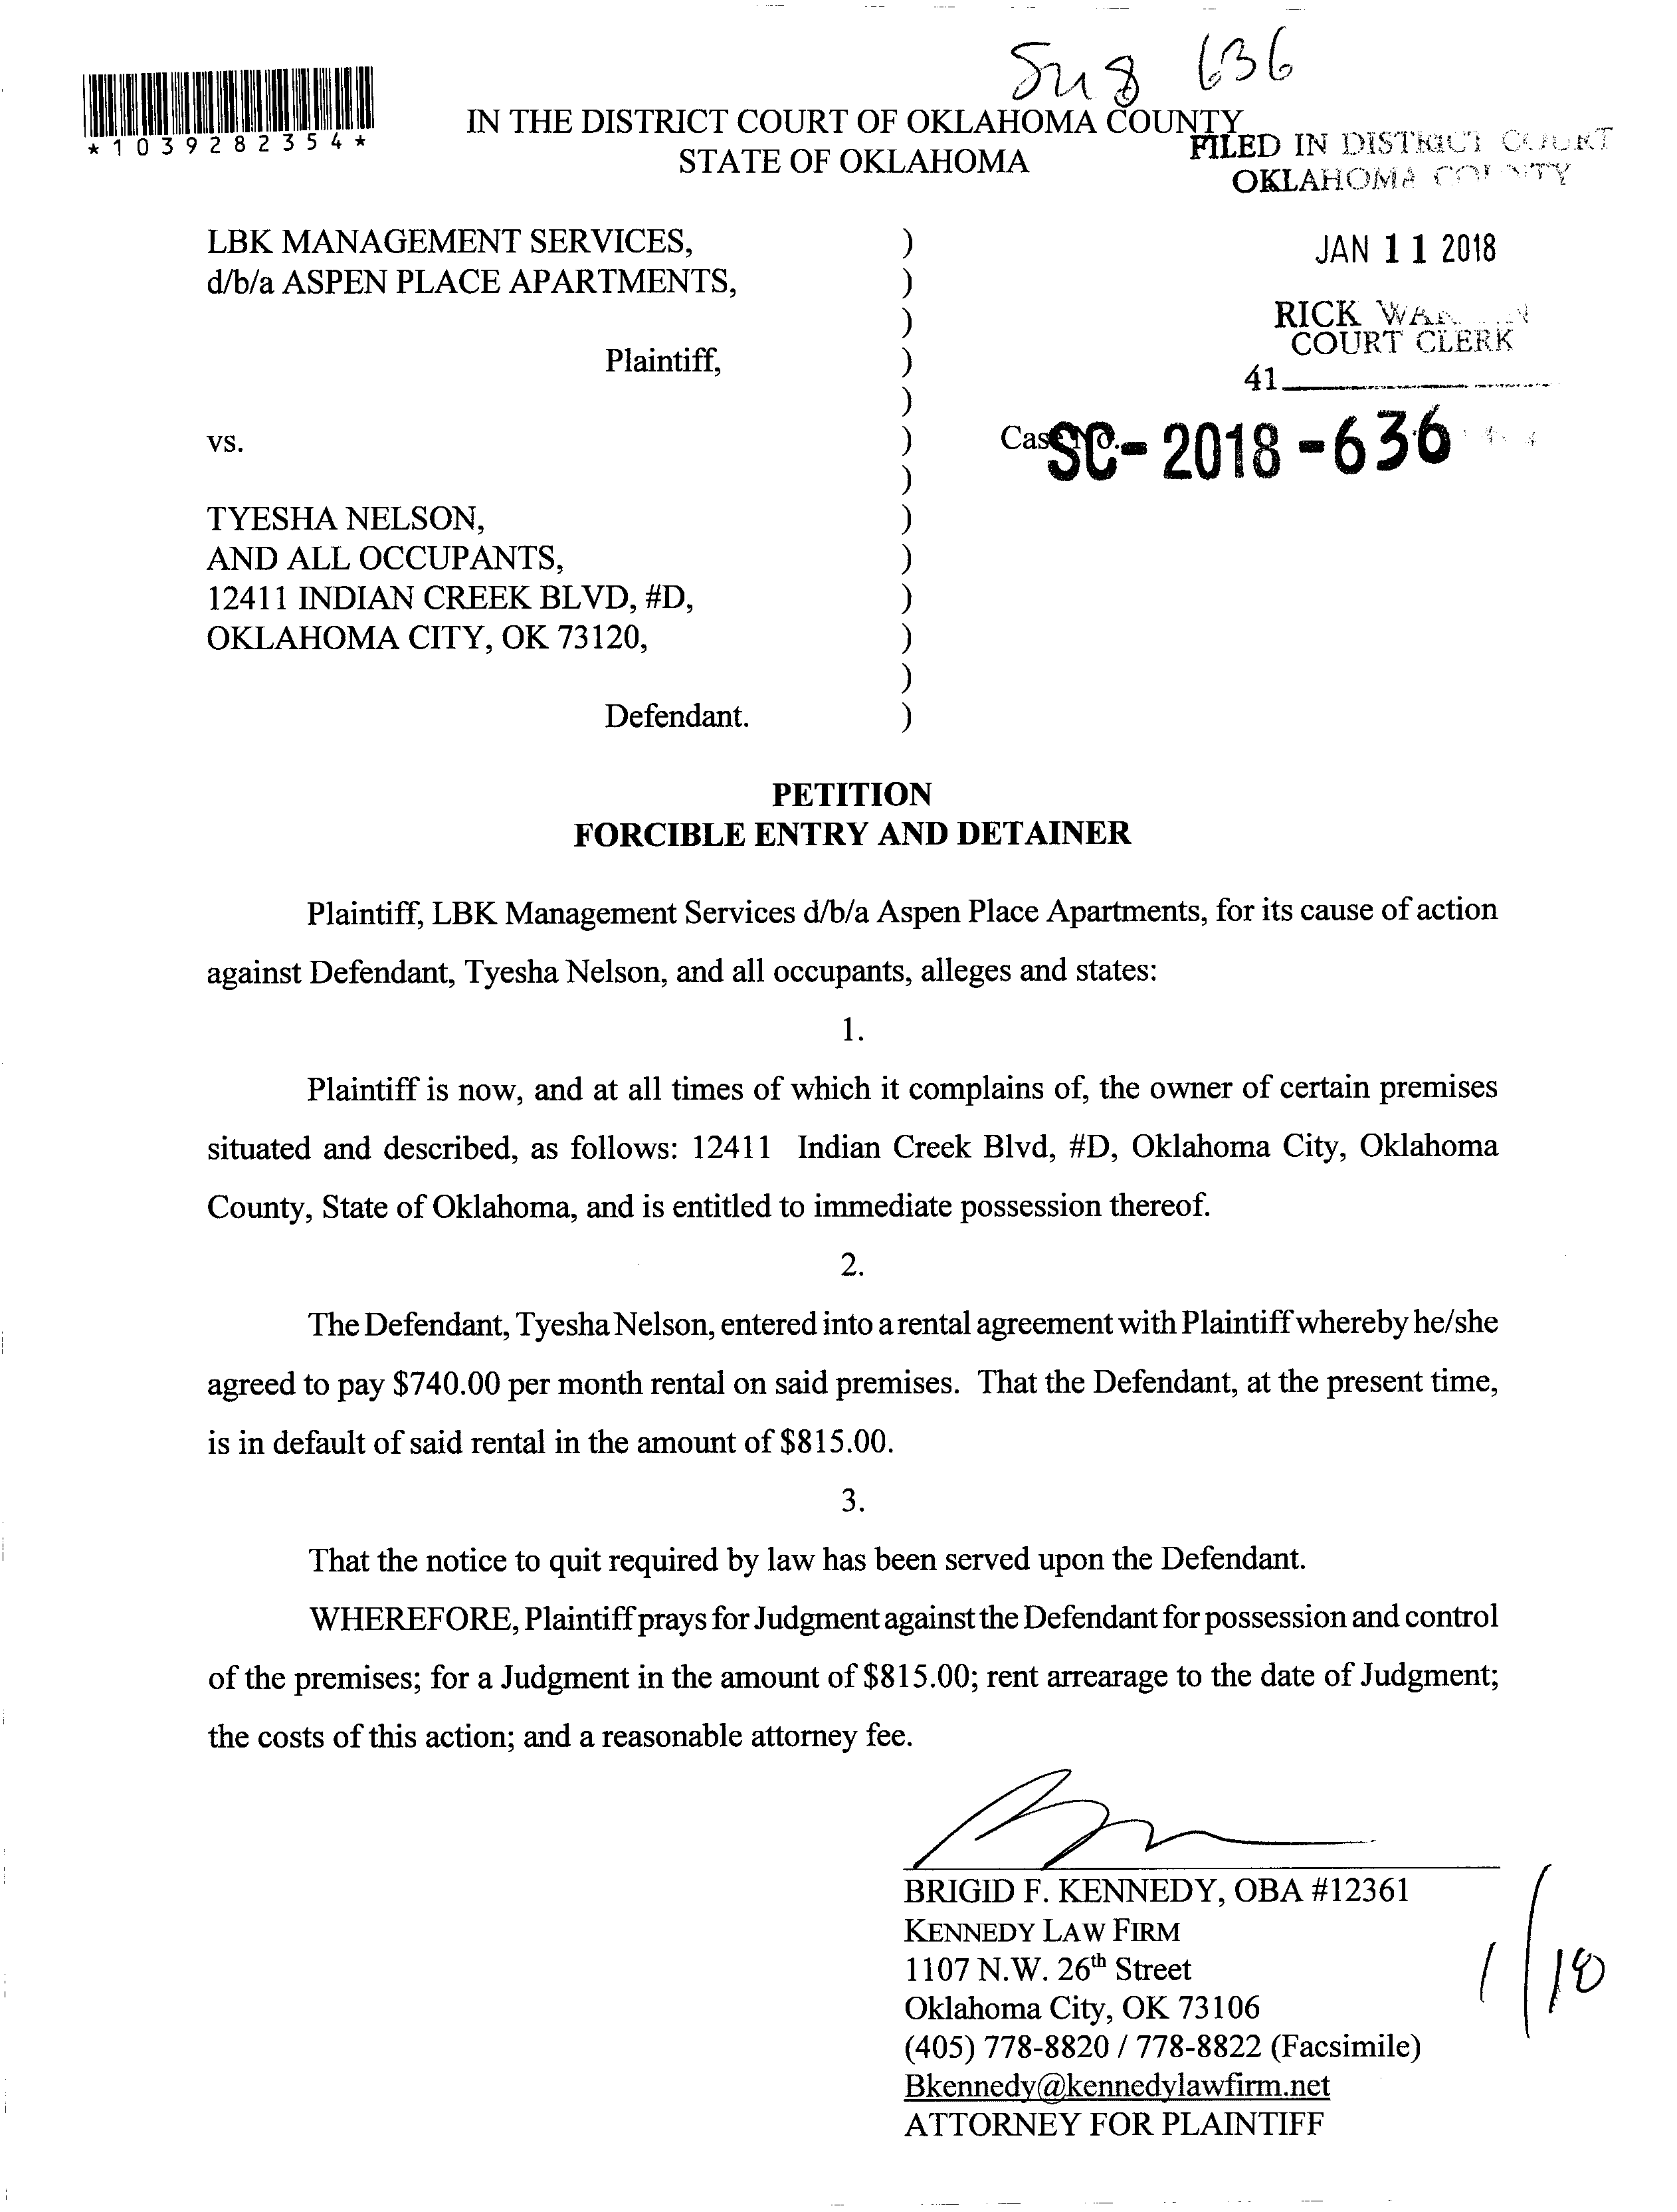 636
*1039282354*
IN THE DISTRICT COURT OF OKLAHOMA COUNTY
STATE OF OKLAHOMA
FILED IN DISTRICT COURT
OKLAHOMA COUNTY
JAN 11 2018
RICK
COURT CLERK
41
LBK MANAGEMENT SERVICES, )
d/b/a ASPEN PLACE APARTMENTS, )
)
Plaintiff, )
)
vs. ) Case No. SC-2018-636
)
TYESHA NELSON, )
AND ALL OCCUPANTS, )
12411 INDIAN CREEK BLVD, #D, )
OKLAHOMA CITY, OK 73120, )
)
Defendant. )
PETITION
FORCIBLE ENTRY AND DETAINER
Plaintiff, LBK Management Services d/b/a Aspen Place Apartments, for its cause of action
against Defendant, Tyesha Nelson, and all occupants, alleges and states:
1.
Plaintiff is now, and at all times of which it complains of, the owner of certain premises
situated and described, as follows: 12411 Indian Creek Blvd, #D, Oklahoma City, Oklahoma
County, State of Oklahoma, and is entitled to immediate possession thereof.
2.
The Defendant, Tyesha Nelson, entered into a rental agreement with Plaintiff whereby he/she
agreed to pay $740.00 per month rental on said premises. That the Defendant, at the present time,
is in default of said rental in the amount of $815.00.
3.
That the notice to quit required by law has been served upon the Defendant.
WHEREFORE, Plaintiff prays for Judgment against the Defendant for possession and control
of the premises; for a Judgment in the amount of $815.00; rent arrearage to the date of Judgment;
the costs of this action; and a reasonable attorney fee.
BRIGID F. KENNEDY, OBA #12361
KENNEDY LAW FIRM
1107 N.W. 26th Street
Oklahoma City, OK 73106
(405) 778-8820 / 778-8822 (Facsimile)
Bkennedy@kennedylawfirm.net
ATTORNEY FOR PLAINTIFF